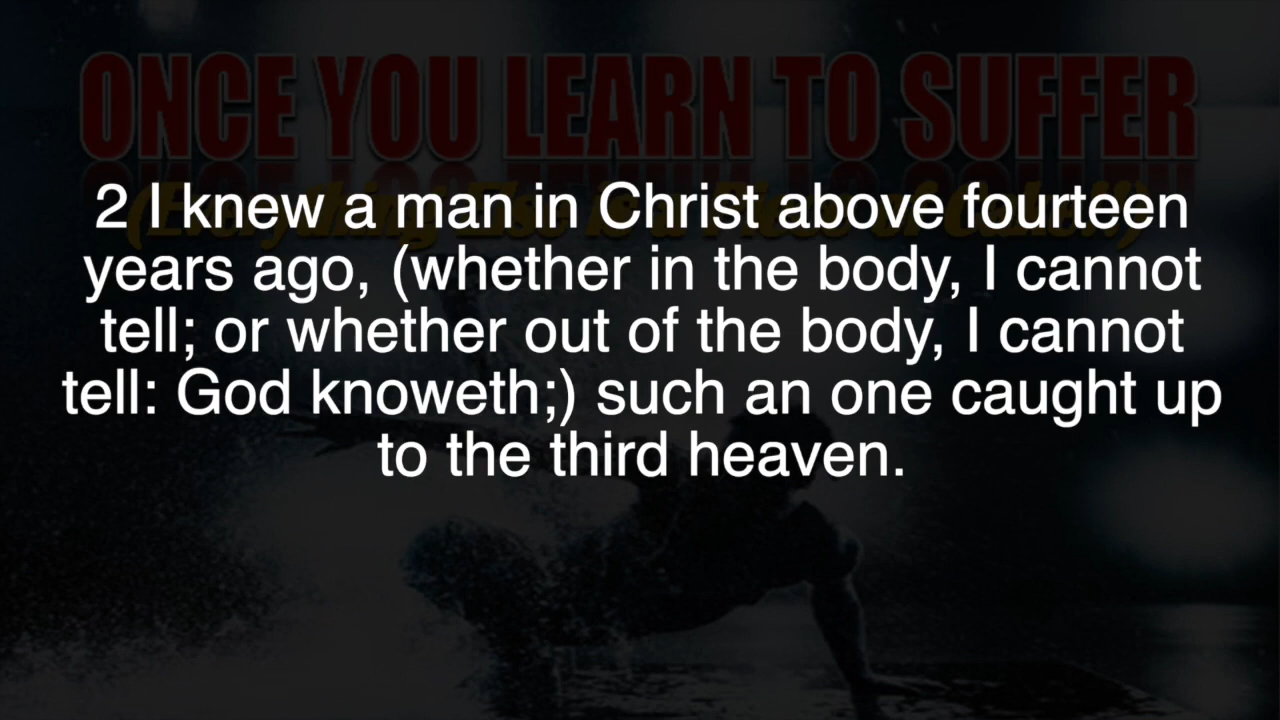 ONCE YOU LEARN TO SUFFER
2 I knew a man in Christ above fourteen
years ago, (whether in the body, I cannot
tell; or whether out of the body, I cannot
tell: God knoweth;) such an one caught up
to the third heaven.